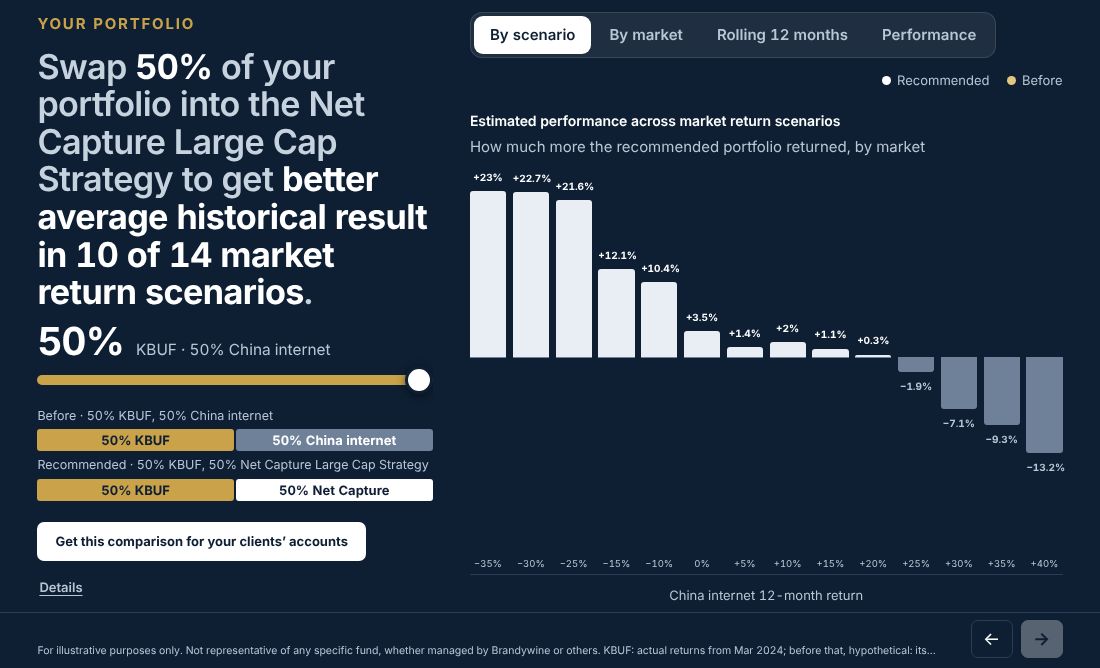 YOUR PORTFOLIO
Swap 50% of your
portfolio into the Net
Capture Large Cap
Strategy to get better
average historical result
in 10 of 14 market
return scenarios.
50% KBUF · 50% China internet
Before · 50% KBUF, 50% China internet
50% KBUF 50% China internet
Recommended · 50% KBUF, 50% Net Capture Large Cap Strategy
50% KBUF 50% Net Capture
Get this comparison for your clients’ accounts
Details
By scenario By market Rolling 12 months Performance
Recommended Before
Estimated performance across market return scenarios
How much more the recommended portfolio returned, by market
+23% +22.7% +21.6% +12.1% +10.4% +3.5% +1.4% +2% +1.1% +0.3% −1.9% −7.1% −9.3% −13.2%
−35% −30% −25% −15% −10% 0% +5% +10% +15% +20% +25% +30% +35% +40%
China internet 12-month return
For illustrative purposes only. Not representative of any specific fund, whether managed by Brandywine or others. KBUF: actual returns from Mar 2024; before that, hypothetical: its…